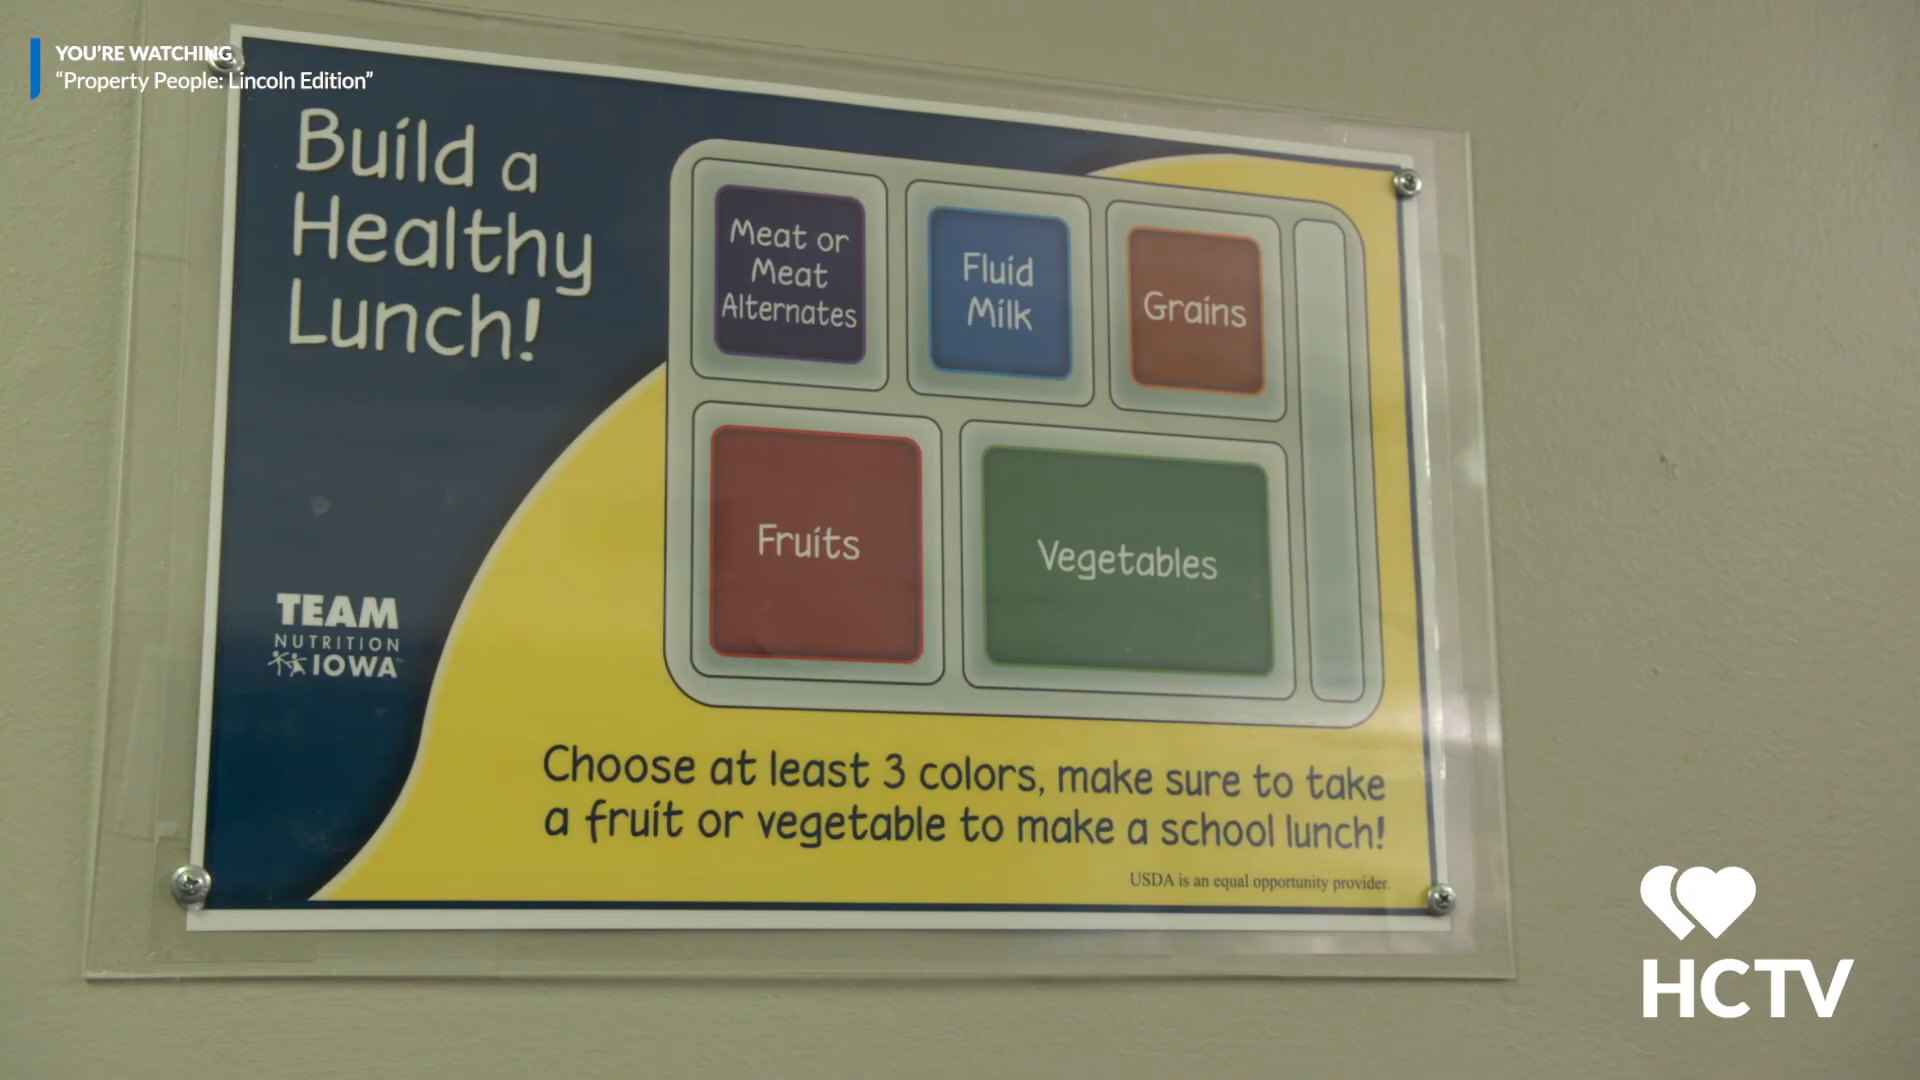 YOU'RE WATCHING
“Property People: Lincoln Edition”
Build a
Healthy
Lunch!
Meat or
Meat
Alternates
Fluid
Milk
Grains
Fruits
Vegetables
TEAM
NUTRITION
IOWA™
Choose at least 3 colors, make sure to take
a fruit or vegetable to make a school lunch!
USDA is an equal opportunity provider.
HCTV